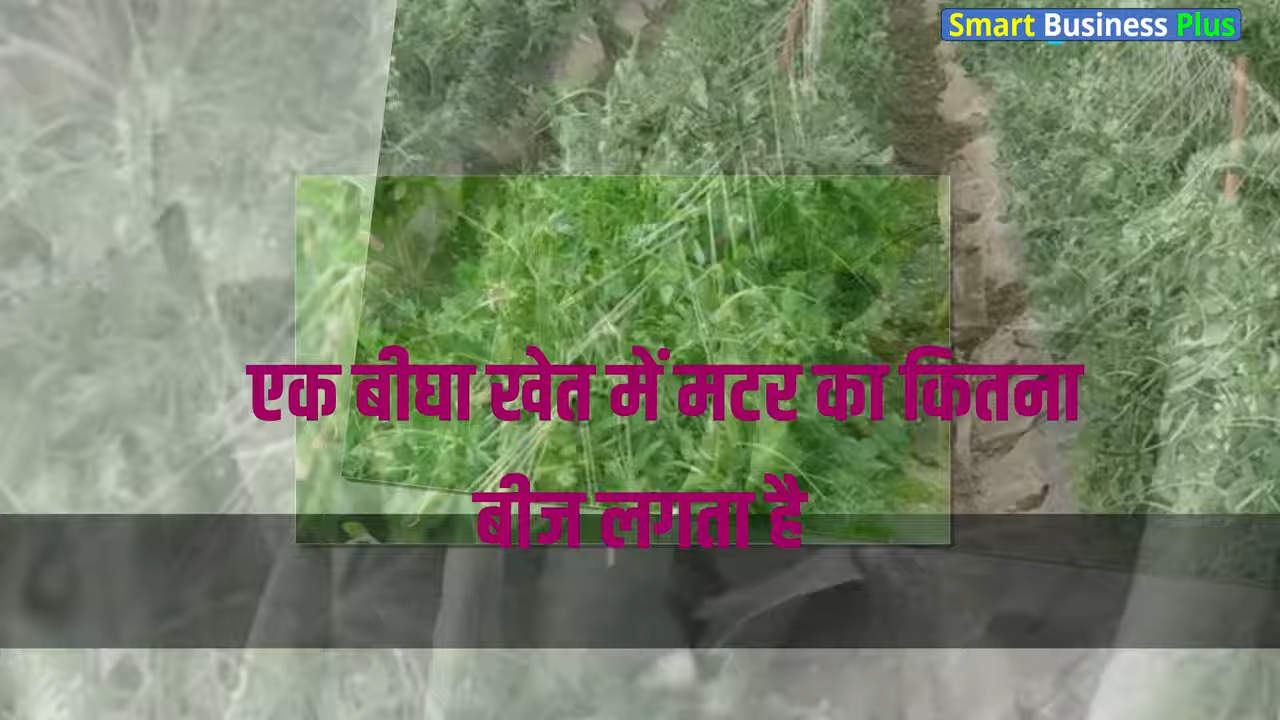 Smart Business Plus
एक बीघा खेत में मटर का कितना
बीज लगता है